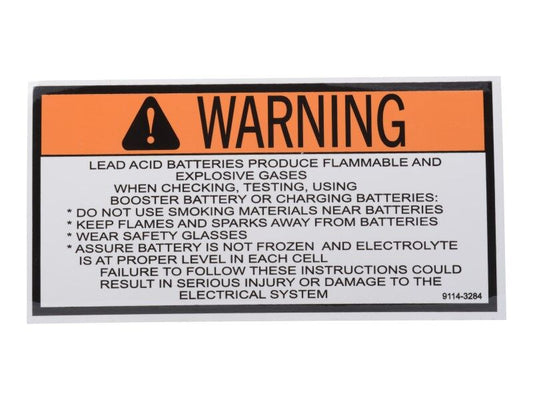 WARNING
LEAD ACID BATTERIES PRODUCE FLAMMABLE AND
EXPLOSIVE GASES
WHEN CHECKING, TESTING, USING
BOOSTER BATTERY OR CHARGING BATTERIES:
* DO NOT USE SMOKING MATERIALS NEAR BATTERIES
* KEEP FLAMES AND SPARKS AWAY FROM BATTERIES
* WEAR SAFETY GLASSES
* ASSURE BATTERY IS NOT FROZEN AND ELECTROLYTE
IS AT PROPER LEVEL IN EACH CELL
FAILURE TO FOLLOW THESE INSTRUCTIONS COULD
RESULT IN SERIOUS INJURY OR DAMAGE TO THE
ELECTRICAL SYSTEM
9114-3284